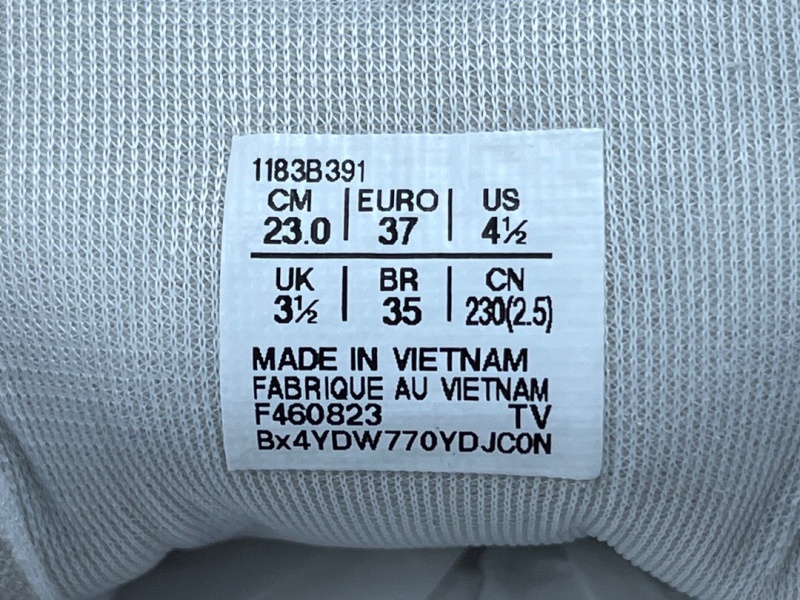 1183B391
CM | EURO | US
23.0 | 37 | 4½
UK | BR | CN
3½ | 35 | 230(2.5)
MADE IN VIETNAM
FABRIQUE AU VIETNAM
F460823 TV
Bx4YDW770YDJC0N